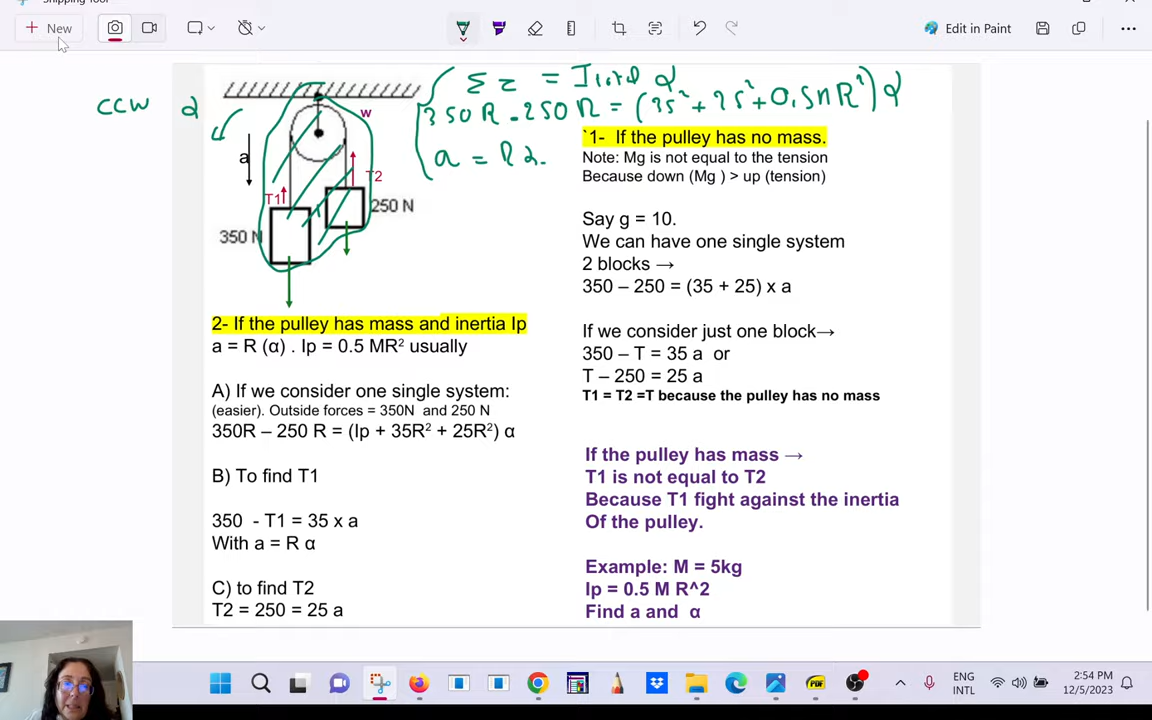 New
Edit in Paint
CCW α
Στ = Itotal α
350R - 250R = (35² + 25² + 0,5MR²) α
a = R α.
w
a
T1
T2
350 N
250 N
`1- If the pulley has no mass.
Note: Mg is not equal to the tension
Because down (Mg ) > up (tension)
Say g = 10.
We can have one single system
2 blocks →
350 – 250 = (35 + 25) x a
If we consider just one block→
350 – T = 35 a or
T – 250 = 25 a
T1 = T2 =T because the pulley has no mass
2- If the pulley has mass and inertia Ip
a = R (α) . Ip = 0.5 MR² usually
A) If we consider one single system:
(easier). Outside forces = 350N and 250 N
350R – 250 R = (Ip + 35R² + 25R²) α
B) To find T1
350 - T1 = 35 x a
With a = R α
C) to find T2
T2 = 250 = 25 a
If the pulley has mass →
T1 is not equal to T2
Because T1 fight against the inertia
Of the pulley.
Example: M = 5kg
Ip = 0.5 M R^2
Find a and α
ENG
INTL
2:54 PM
12/5/2023